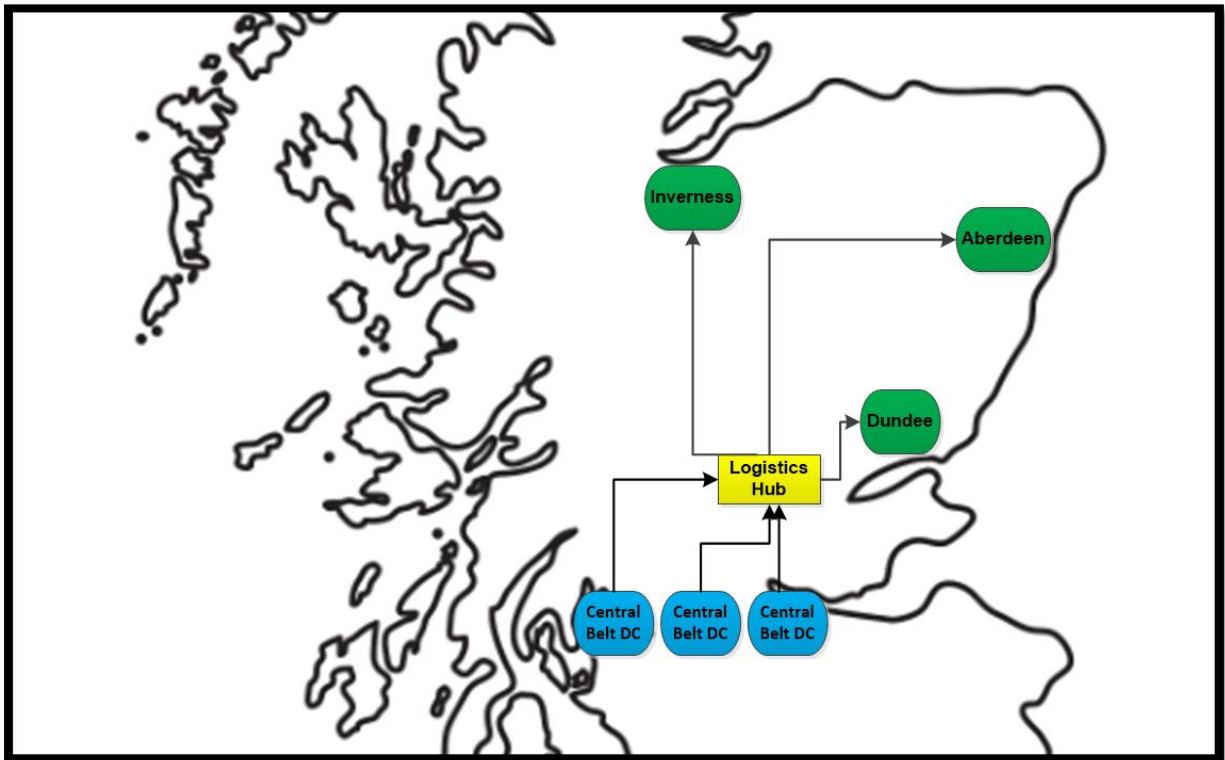 Inverness
Aberdeen
Dundee
Logistics
Hub
Central
Belt DC
Central
Belt DC
Central
Belt DC